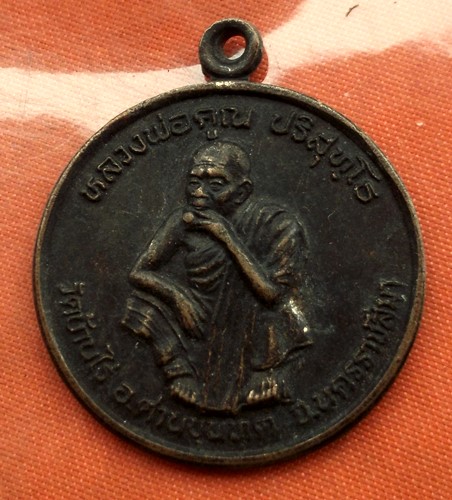 หลวงพ่อคูณ ปริสุทฺโธ
วัดบ้านไร่ อ.ด่านขุนทด จ.นครราชสีมา